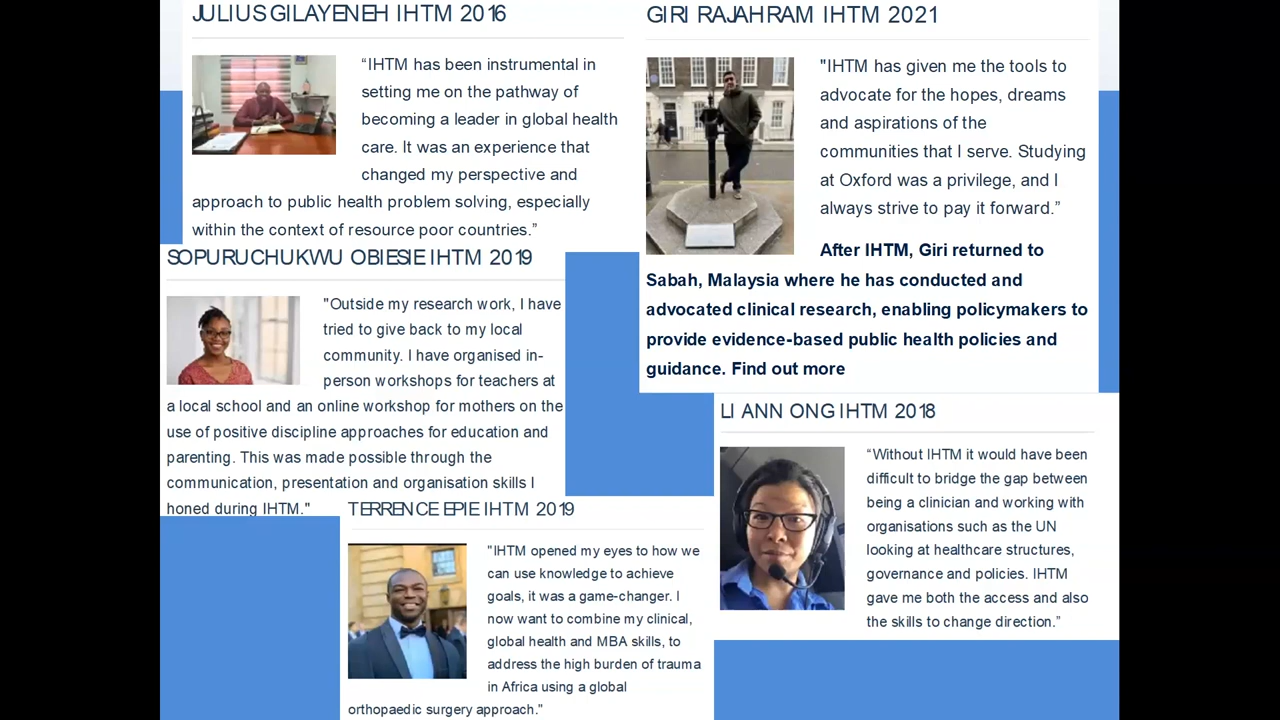 JULIUS GILAYENEH IHTM 2016
“IHTM has been instrumental in
setting me on the pathway of
becoming a leader in global health
care. It was an experience that
changed my perspective and
approach to public health problem solving, especially
within the context of resource poor countries.”
GIRI RAJAHRAM IHTM 2021
"IHTM has given me the tools to
advocate for the hopes, dreams
and aspirations of the
communities that I serve. Studying
at Oxford was a privilege, and I
always strive to pay it forward.”
After IHTM, Giri returned to
Sabah, Malaysia where he has conducted and
advocated clinical research, enabling policymakers to
provide evidence-based public health policies and
guidance. Find out more
SOPURUCHUKWU OBIESIE IHTM 2019
"Outside my research work, I have
tried to give back to my local
community. I have organised in-
person workshops for teachers at
a local school and an online workshop for mothers on the
use of positive discipline approaches for education and
parenting. This was made possible through the
communication, presentation and organisation skills I
honed during IHTM."
LI ANN ONG IHTM 2018
“Without IHTM it would have been
difficult to bridge the gap between
being a clinician and working with
organisations such as the UN
looking at healthcare structures,
governance and policies. IHTM
gave me both the access and also
the skills to change direction.”
TERRENCE EPIE IHTM 2019
"IHTM opened my eyes to how we
can use knowledge to achieve
goals, it was a game-changer. I
now want to combine my clinical,
global health and MBA skills, to
address the high burden of trauma
in Africa using a global
orthopaedic surgery approach."